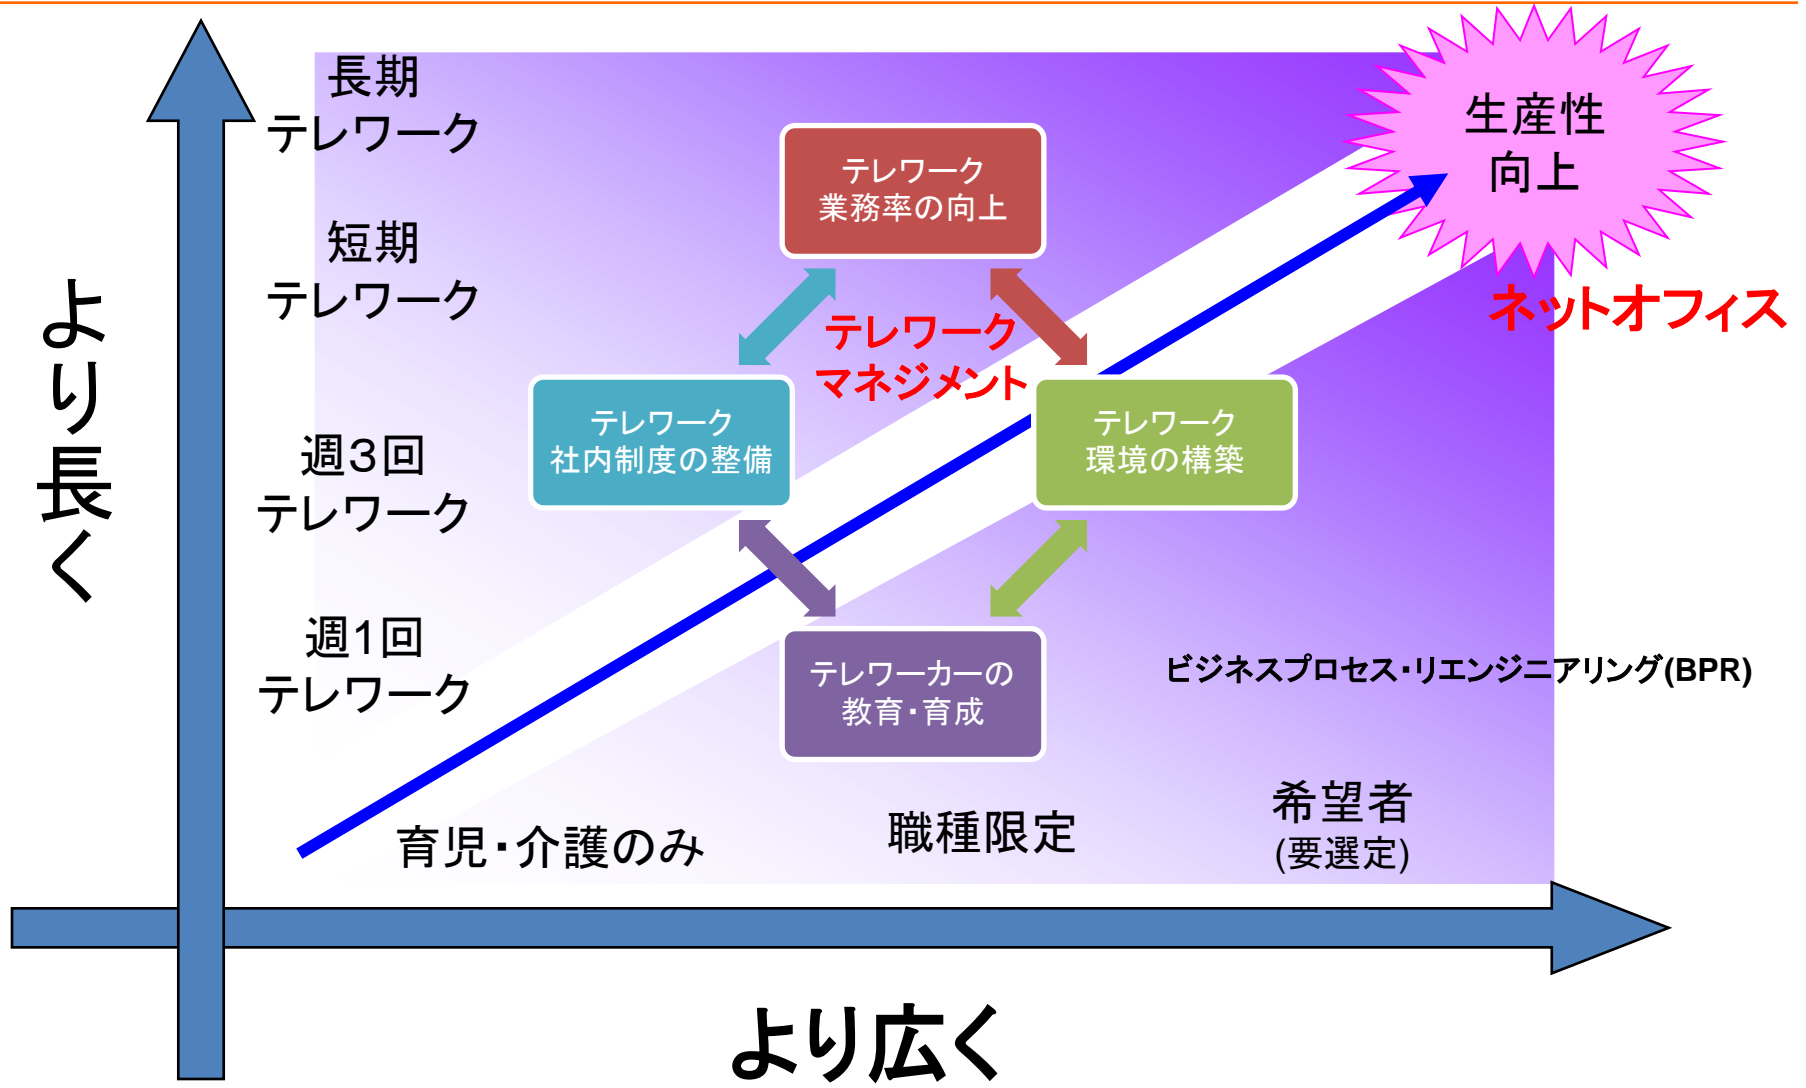 長期
テレワーク
生産性
向上
テレワーク
業務率の向上
短期
テレワーク
ネットオフィス
テレワーク
マネジメント
より長く
テレワーク
社内制度の整備
テレワーク
環境の構築
週3回
テレワーク
週1回
テレワーク
テレワーカーの
教育・育成
ビジネスプロセス・リエンジニアリング(BPR)
育児・介護のみ
職種限定
希望者
(要選定)
より広く